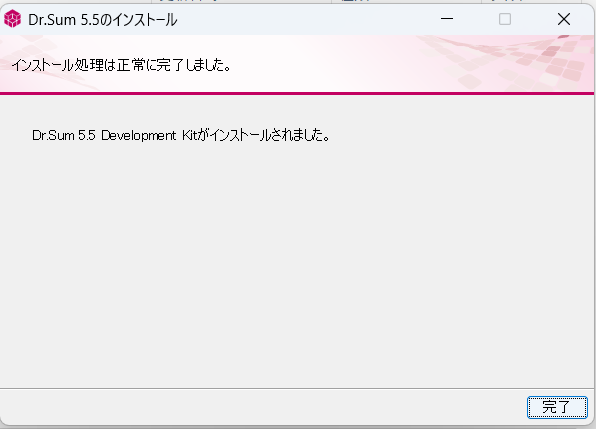 Dr.Sum 5.5のインストール
インストール処理は正常に完了しました。
Dr.Sum 5.5 Development Kitがインストールされました。
完了